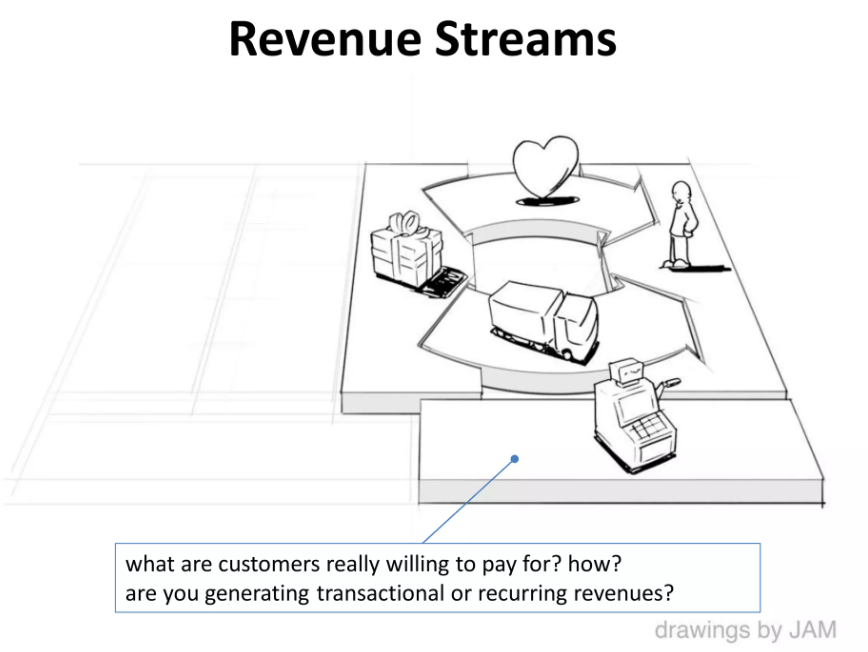 Revenue Streams
what are customers really willing to pay for? how?
are you generating transactional or recurring revenues?
drawings by JAM